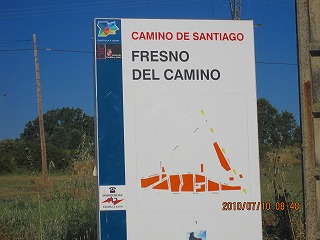 CAMINO DE SANTIAGO
FRESNO
DEL CAMINO
2010/07/10 08:40